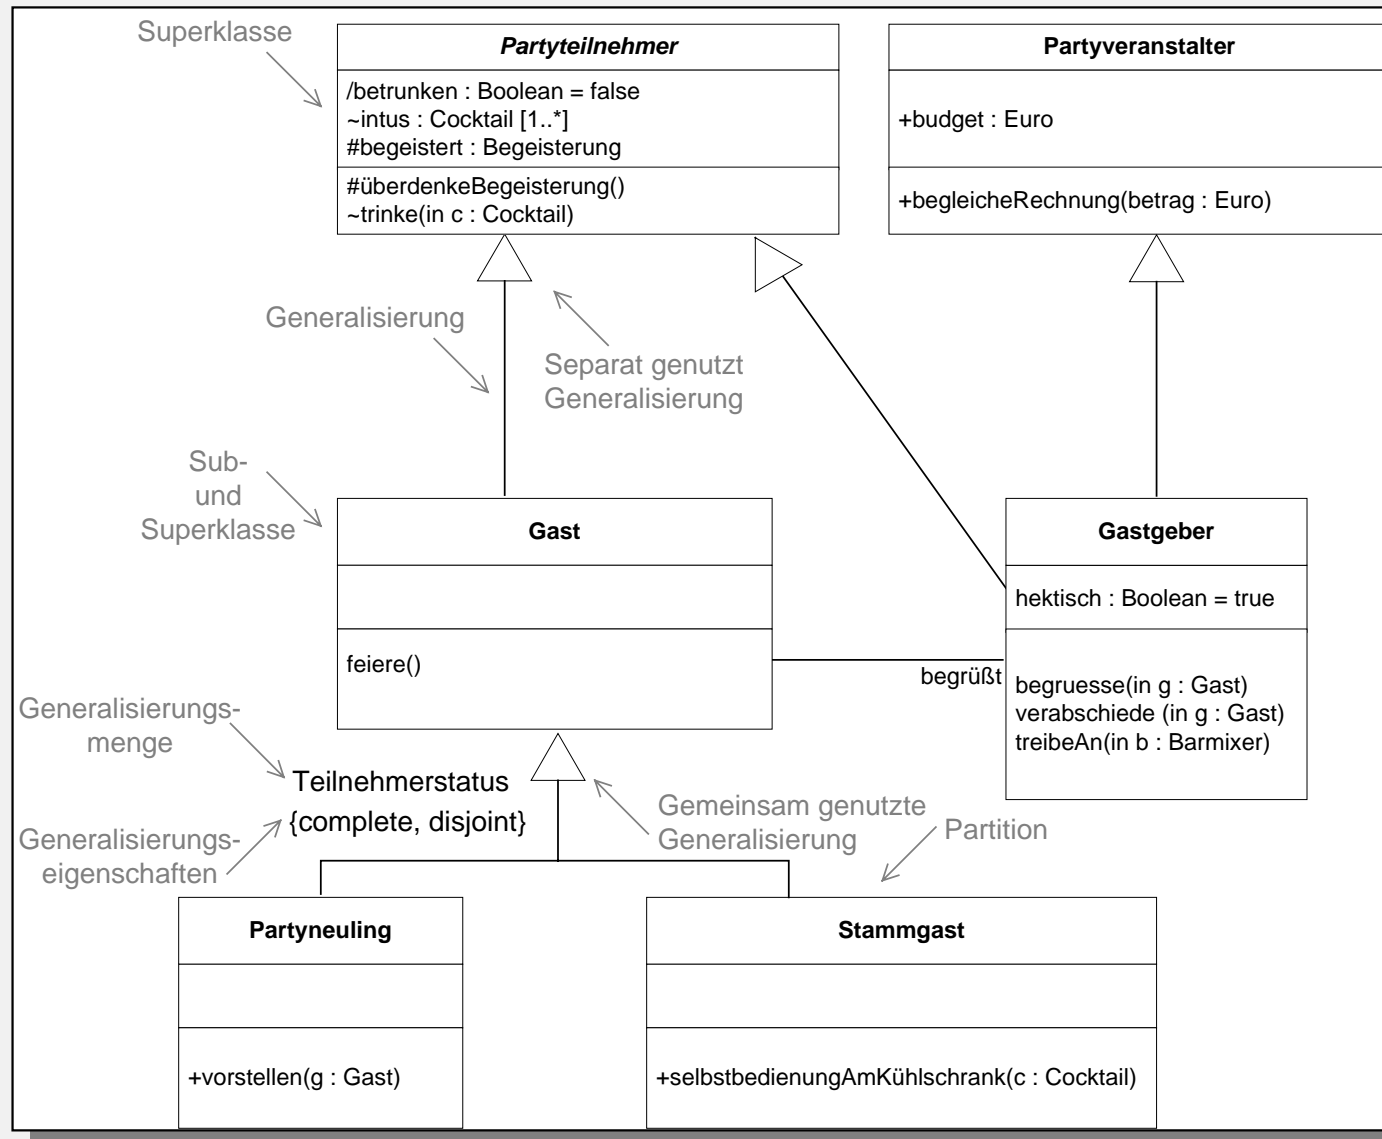 Superklasse
Partyteilnehmer
/betrunken : Boolean = false
~intus : Cocktail [1..*]
#begeistert : Begeisterung
#überdenkeBegeisterung()
~trinke(in c : Cocktail)
Partyveranstalter
+budget : Euro
+begleicheRechnung(betrag : Euro)
Generalisierung
Separat genutzt
Generalisierung
Sub-
und
Superklasse
Gast
feiere()
begrüßt
Gastgeber
hektisch : Boolean = true
begruesse(in g : Gast)
verabschiede (in g : Gast)
treibeAn(in b : Barmixer)
Generalisierungs-
menge
Teilnehmerstatus
{complete, disjoint}
Generalisierungs-
eigenschaften
Gemeinsam genutzte
Generalisierung
Partition
Partyneuling
+vorstellen(g : Gast)
Stammgast
+selbstbedienungAmKühlschrank(c : Cocktail)